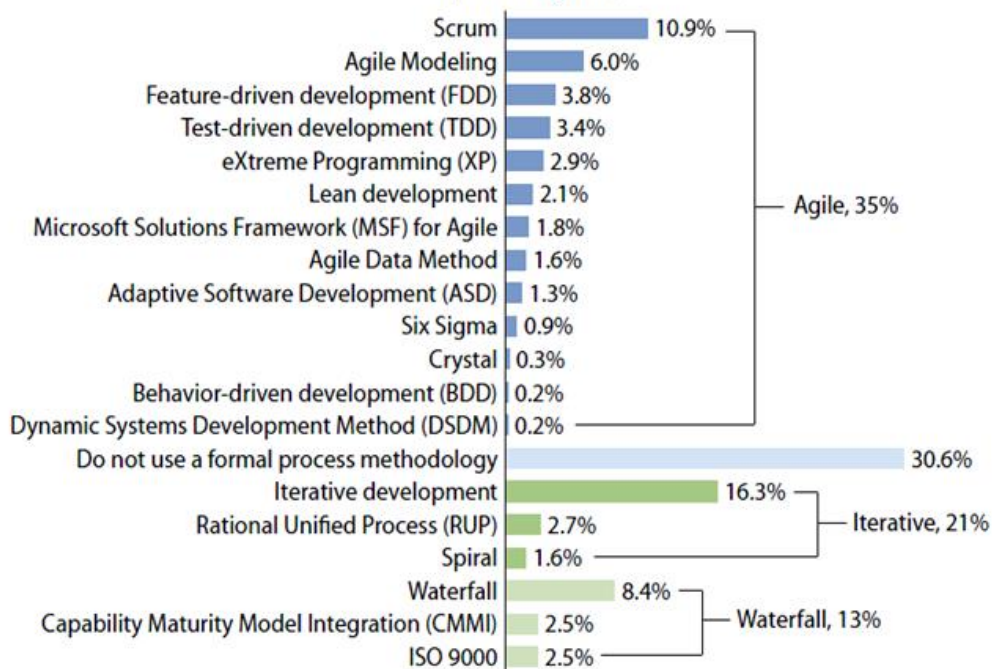 Scrum 10.9%
Agile Modeling 6.0%
Feature-driven development (FDD) 3.8%
Test-driven development (TDD) 3.4%
eXtreme Programming (XP) 2.9%
Lean development 2.1%
Microsoft Solutions Framework (MSF) for Agile 1.8%
Agile, 35%
Agile Data Method 1.6%
Adaptive Software Development (ASD) 1.3%
Six Sigma 0.9%
Crystal 0.3%
Behavior-driven development (BDD) 0.2%
Dynamic Systems Development Method (DSDM) 0.2%
Do not use a formal process methodology 30.6%
Iterative development 16.3%
Rational Unified Process (RUP) 2.7%
Iterative, 21%
Spiral 1.6%
Waterfall 8.4%
Capability Maturity Model Integration (CMMI) 2.5%
Waterfall, 13%
ISO 9000 2.5%